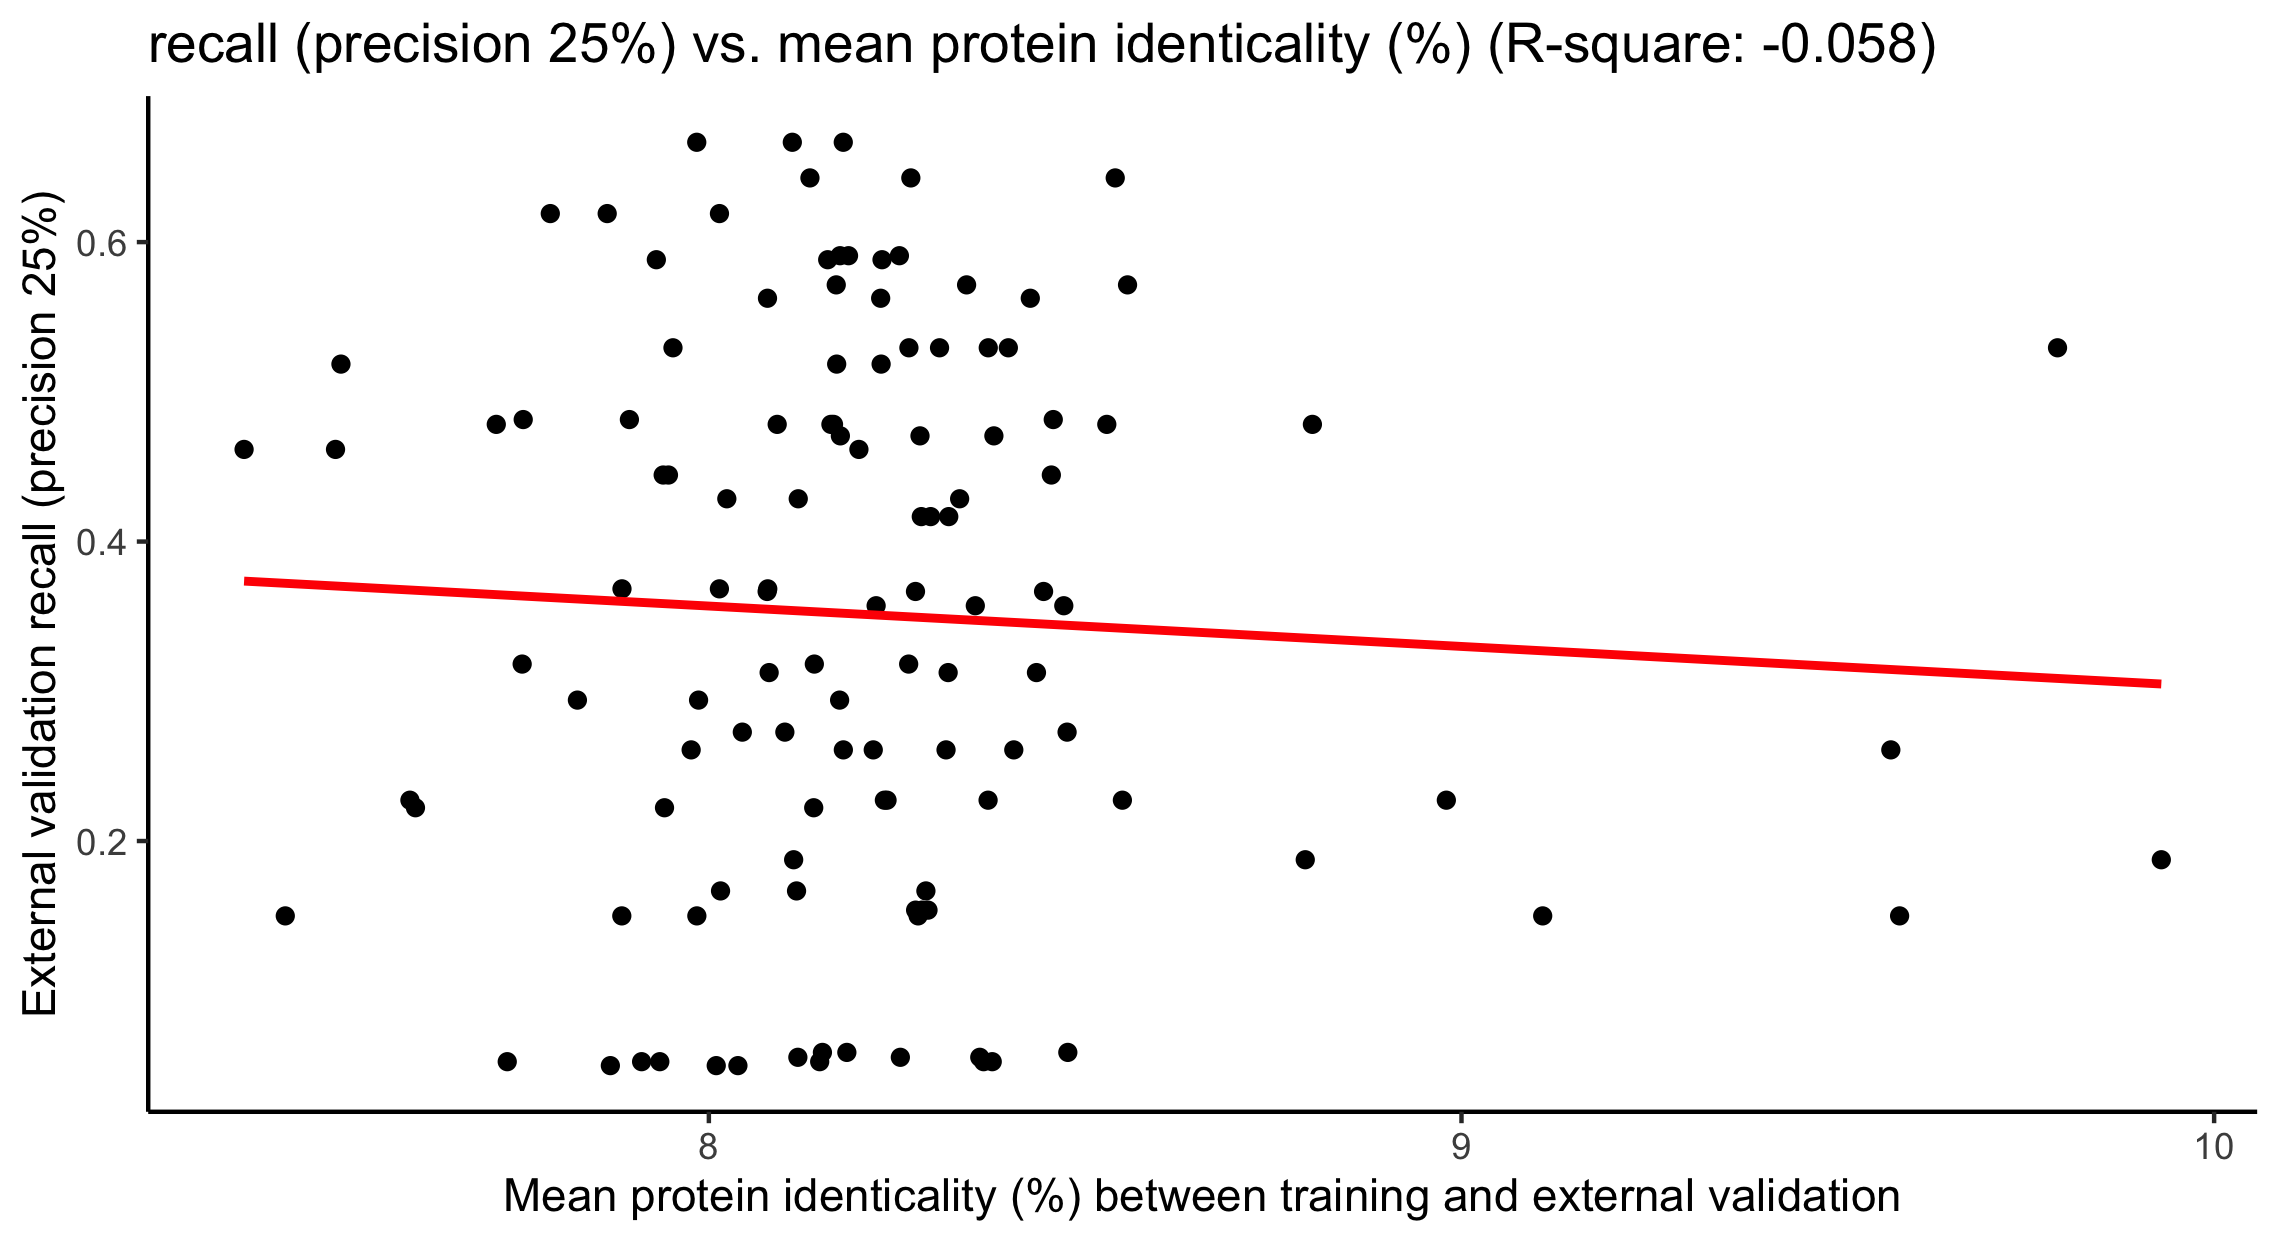 recall (precision 25%) vs. mean protein identicality (%) (R-square: -0.058)
External validation recall (precision 25%)
0.6
0.4
0.2
8
9
10
Mean protein identicality (%) between training and external validation